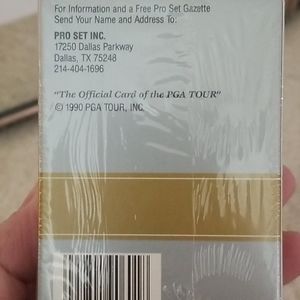 For Information and a Free Pro Set Gazette
Send Your Name and Address To:
PRO SET INC.
17250 Dallas Parkway
Dallas, TX 75248
214-404-1696
"The Official Card of the PGA TOUR"
© 1990 PGA TOUR, INC.